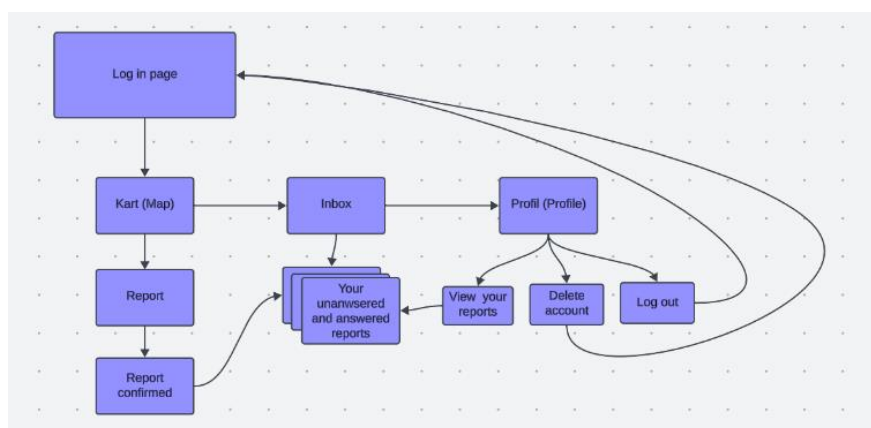 Log in page
Kart (Map)
Inbox
Profil (Profile)
Report
Your
unanwsered
and answered
reports
View your
reports
Delete
account
Log out
Report
confirmed